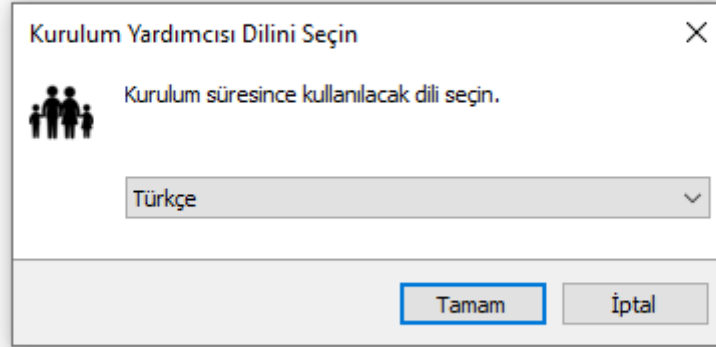 Kurulum Yardımcısı Dilini Seçin
Kurulum süresince kullanılacak dili seçin.
Türkçe
Tamam
İptal